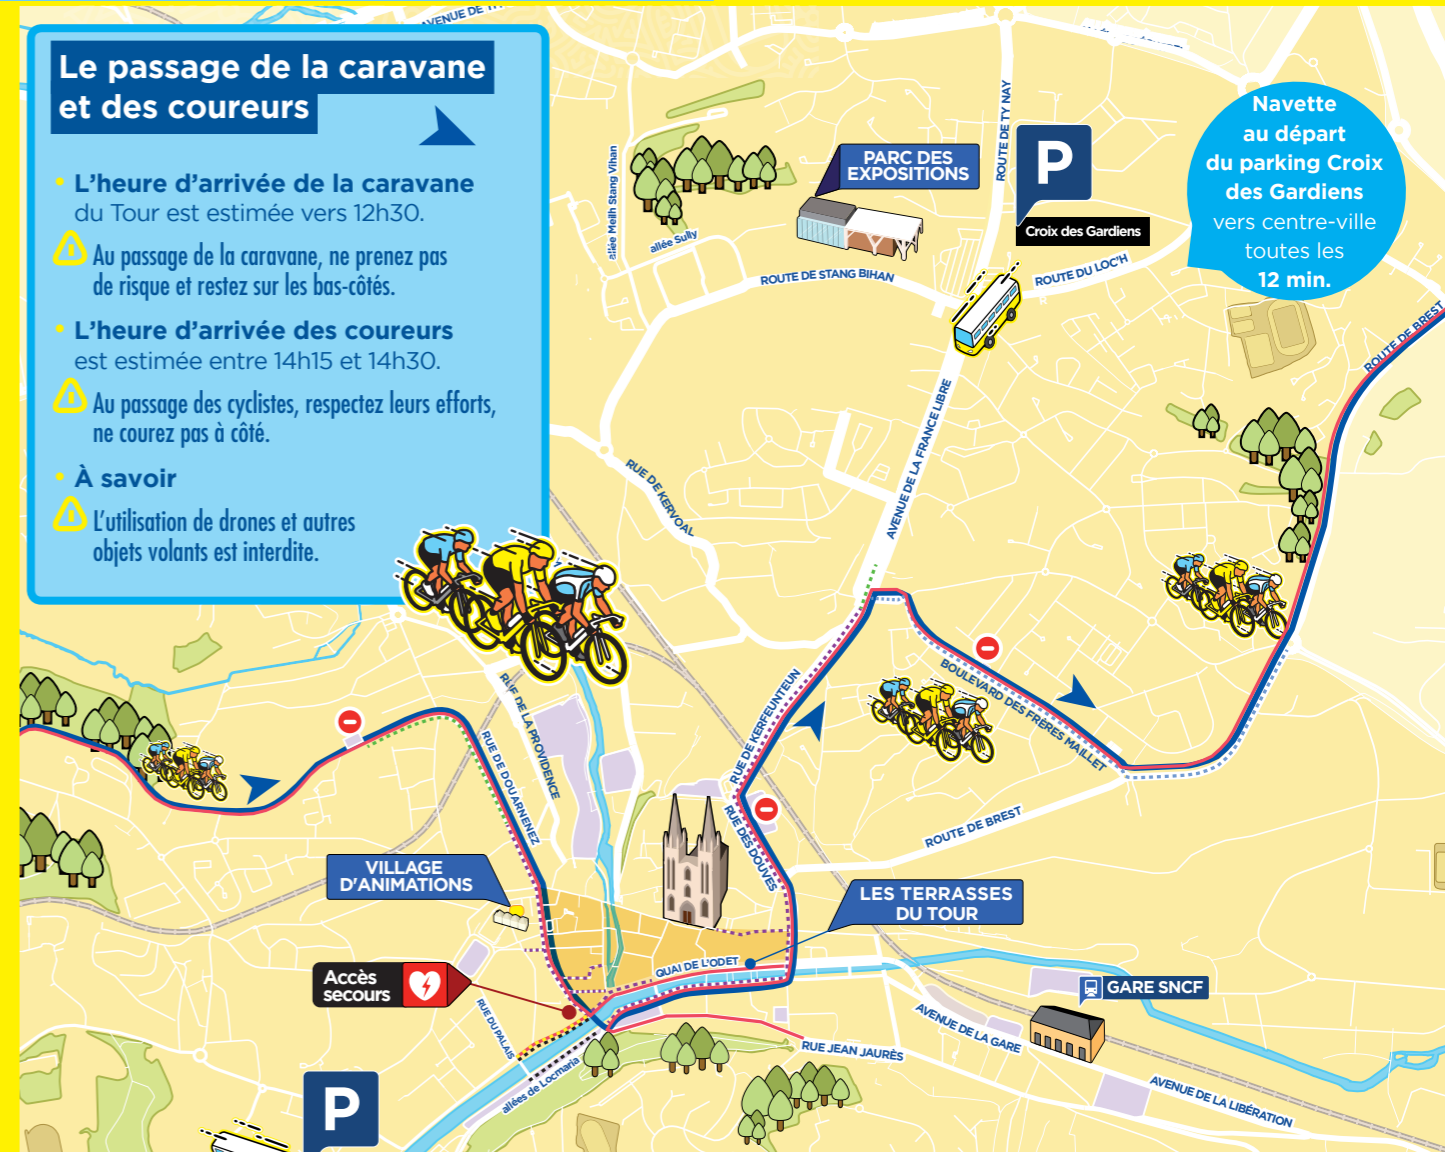 AVENUE DE
Le passage de la caravane
et des coureurs
• L'heure d'arrivée de la caravane
du Tour est estimée vers 12h30.
Au passage de la caravane, ne prenez pas
de risque et restez sur les bas-côtés.
• L'heure d'arrivée des coureurs
est estimée entre 14h15 et 14h30.
Au passage des cyclistes, respectez leurs efforts,
ne courez pas à côté.
• À savoir
L'utilisation de drones et autres
objets volants est interdite.
Navette
au départ
du parking Croix
des Gardiens
vers centre-ville
toutes les
12 min.
ROUTE DE TY NAY
P
Croix des Gardiens
PARC DES
EXPOSITIONS
allée Meilh Stang Vihan
allée Sully
ROUTE DE STANG BIHAN
ROUTE DU LOC'H
ROUTE DE BREST
AVENUE DE LA FRANCE LIBRE
RUE DE KERVOAL
BOULEVARD DES FRÈRES MAILLET
RUE DE KERFEUNTEUN
RUE DE LA PROVIDENCE
RUE DE DOUARNENEZ
RUE DES DOUVES
ROUTE DE BREST
VILLAGE
D'ANIMATIONS
LES TERRASSES
DU TOUR
QUAI DE L'ODET
Accès
secours
GARE SNCF
RUE DU PALAIS
AVENUE DE LA GARE
RUE JEAN JAURÈS
allées de Locmaria
AVENUE DE LA LIBÉRATION
P